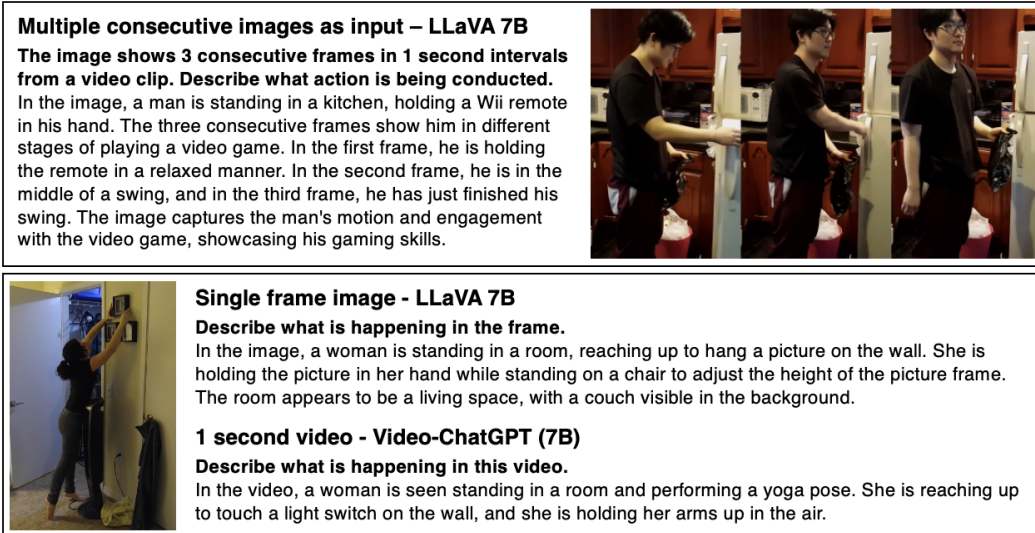 Multiple consecutive images as input – LLaVA 7B
The image shows 3 consecutive frames in 1 second intervals
from a video clip. Describe what action is being conducted.
In the image, a man is standing in a kitchen, holding a Wii remote
in his hand. The three consecutive frames show him in different
stages of playing a video game. In the first frame, he is holding
the remote in a relaxed manner. In the second frame, he is in the
middle of a swing, and in the third frame, he has just finished his
swing. The image captures the man's motion and engagement
with the video game, showcasing his gaming skills.
Single frame image - LLaVA 7B
Describe what is happening in the frame.
In the image, a woman is standing in a room, reaching up to hang a picture on the wall. She is
holding the picture in her hand while standing on a chair to adjust the height of the picture frame.
The room appears to be a living space, with a couch visible in the background.
1 second video - Video-ChatGPT (7B)
Describe what is happening in this video.
In the video, a woman is seen standing in a room and performing a yoga pose. She is reaching up
to touch a light switch on the wall, and she is holding her arms up in the air.